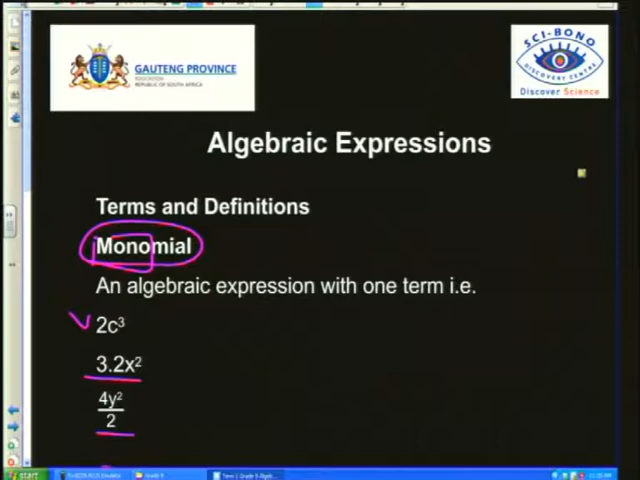 GAUTENG PROVINCE
EDUCATION
REPUBLIC OF SOUTH AFRICA
SCI-BONO
DISCOVERY CENTRE
Discover Science
Algebraic Expressions
Terms and Definitions
Monomial
An algebraic expression with one term i.e.
2c³
3.2x²
4y²
2
start